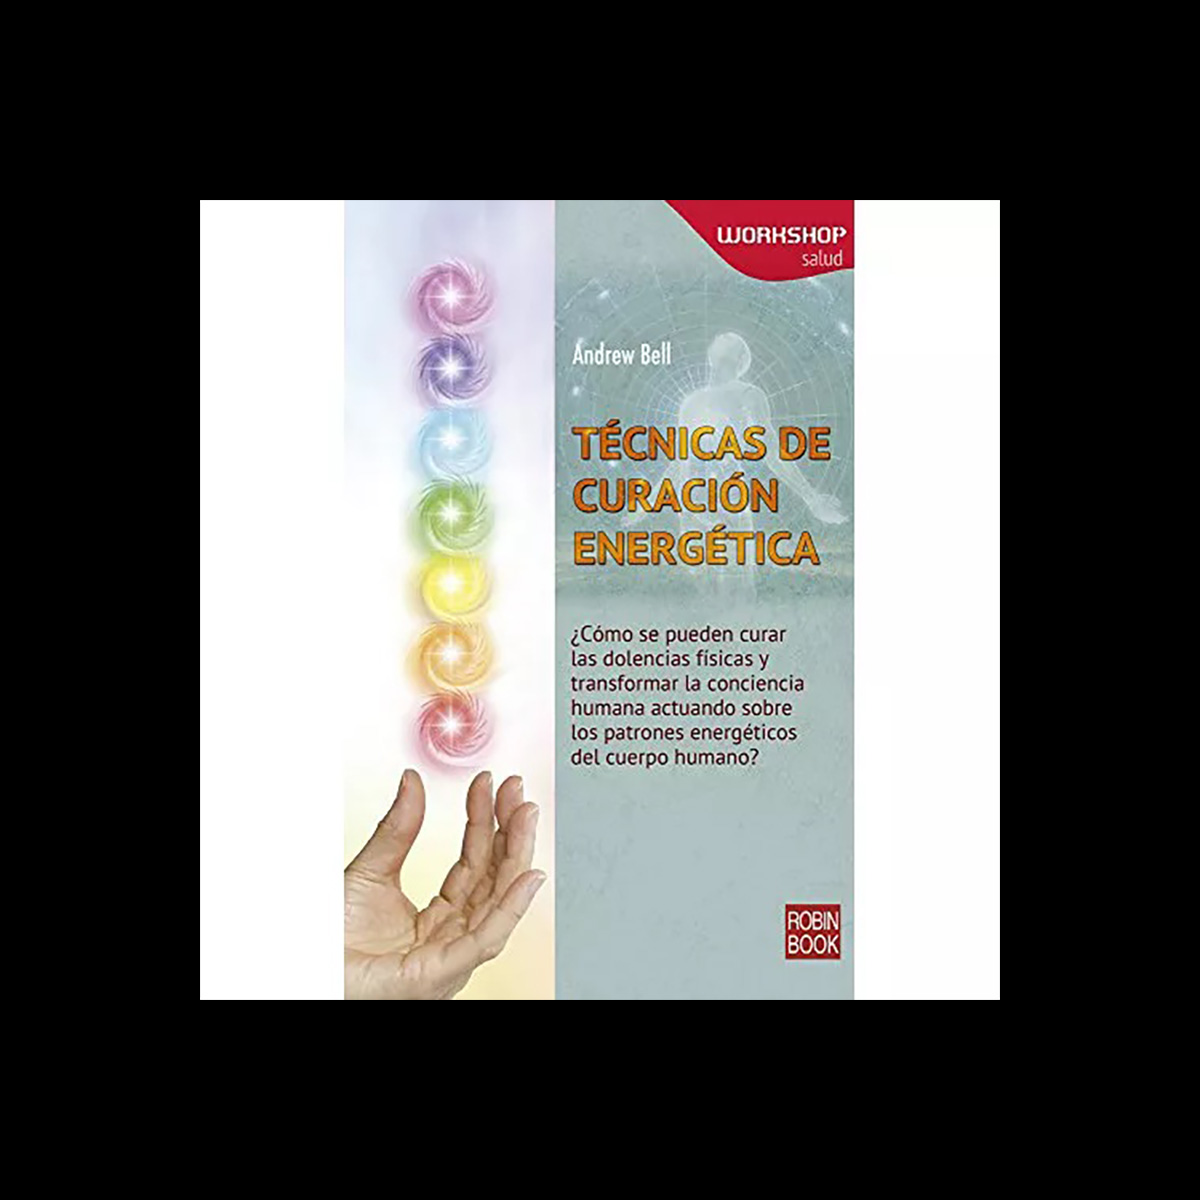 WORKSHOP
salud
Andrew Bell
TÉCNICAS DE
CURACIÓN
ENERGÉTICA
¿Cómo se pueden curar
las dolencias físicas y
transformar la conciencia
humana actuando sobre
los patrones energéticos
del cuerpo humano?
ROBIN
BOOK